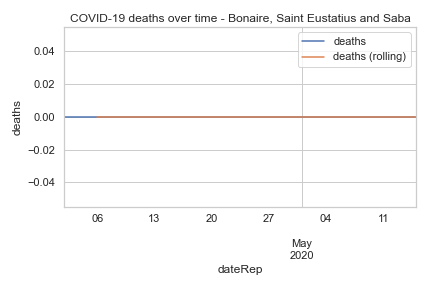 COVID-19 deaths over time - Bonaire, Saint Eustatius and Saba
deaths
deaths (rolling)
deaths
0.04
0.02
0.00
−0.02
−0.04
06 13 20 27 04 11
May
2020
dateRep